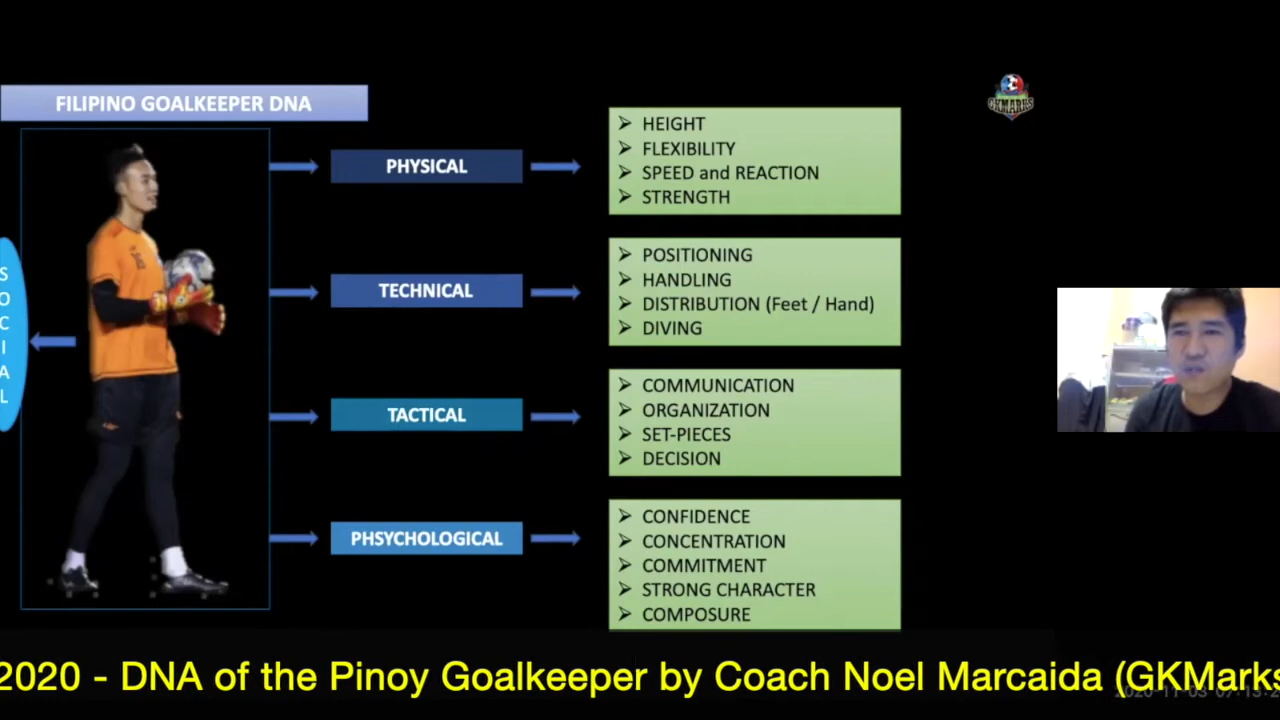 FILIPINO GOALKEEPER DNA
GKMARKS
SOCIAL
PHYSICAL
HEIGHT
FLEXIBILITY
SPEED and REACTION
STRENGTH
TECHNICAL
POSITIONING
HANDLING
DISTRIBUTION (Feet / Hand)
DIVING
TACTICAL
COMMUNICATION
ORGANIZATION
SET-PIECES
DECISION
PHSYCHOLOGICAL
CONFIDENCE
CONCENTRATION
COMMITMENT
STRONG CHARACTER
COMPOSURE
2020 - DNA of the Pinoy Goalkeeper by Coach Noel Marcaida (GKMarks